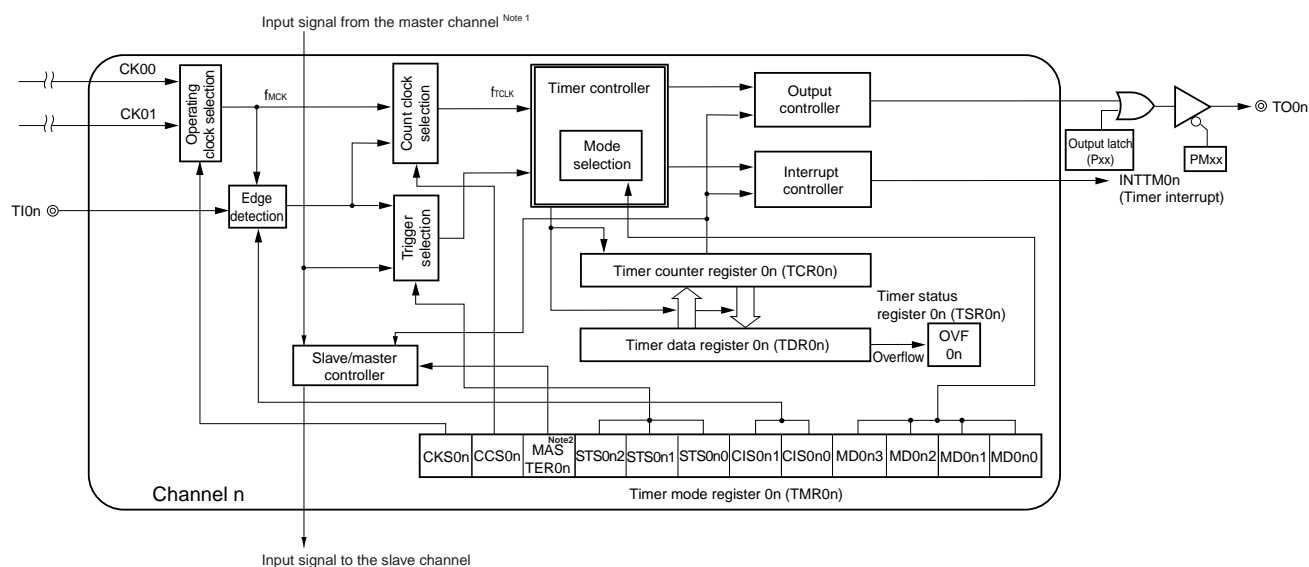 Input signal from the master channel Note 1
CK00
CK01
Operating
clock selection
fMCK
Count clock
selection
fTCLK
Timer controller
Mode
selection
Output
controller
Interrupt
controller
Output latch
(Pxx)
PMxx
TO0n
INTTM0n
(Timer interrupt)
TI0n
Edge
detection
Trigger
selection
Timer counter register 0n (TCR0n)
Timer status
register 0n (TSR0n)
Timer data register 0n (TDR0n)
Overflow
OVF
0n
Slave/master
controller
CKS0n
CCS0n
Note2
MAS
TER0n
STS0n2
STS0n1
STS0n0
CIS0n1
CIS0n0
MD0n3
MD0n2
MD0n1
MD0n0
Channel n
Timer mode register 0n (TMR0n)
Input signal to the slave channel